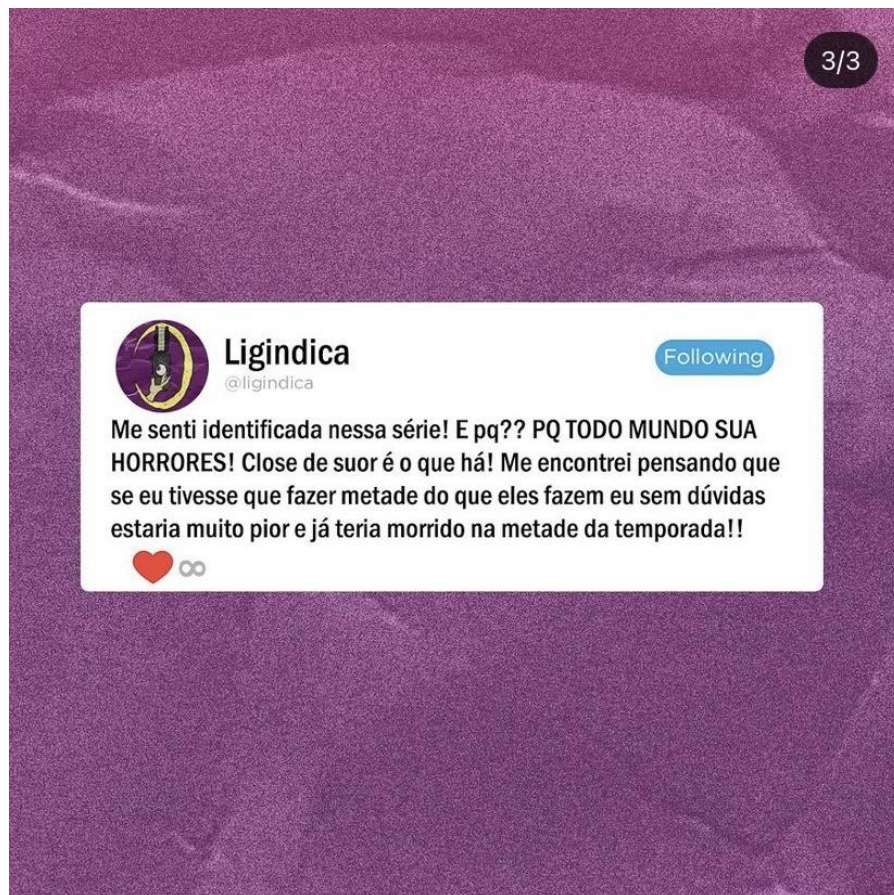 3/3
Ligindica
@ligindica
Following
Me senti identificada nessa série! E pq?? PQ TODO MUNDO SUA
HORRORES! Close de suor é o que há! Me encontrei pensando que
se eu tivesse que fazer metade do que eles fazem eu sem dúvidas
estaria muito pior e já teria morrido na metade da temporada!!